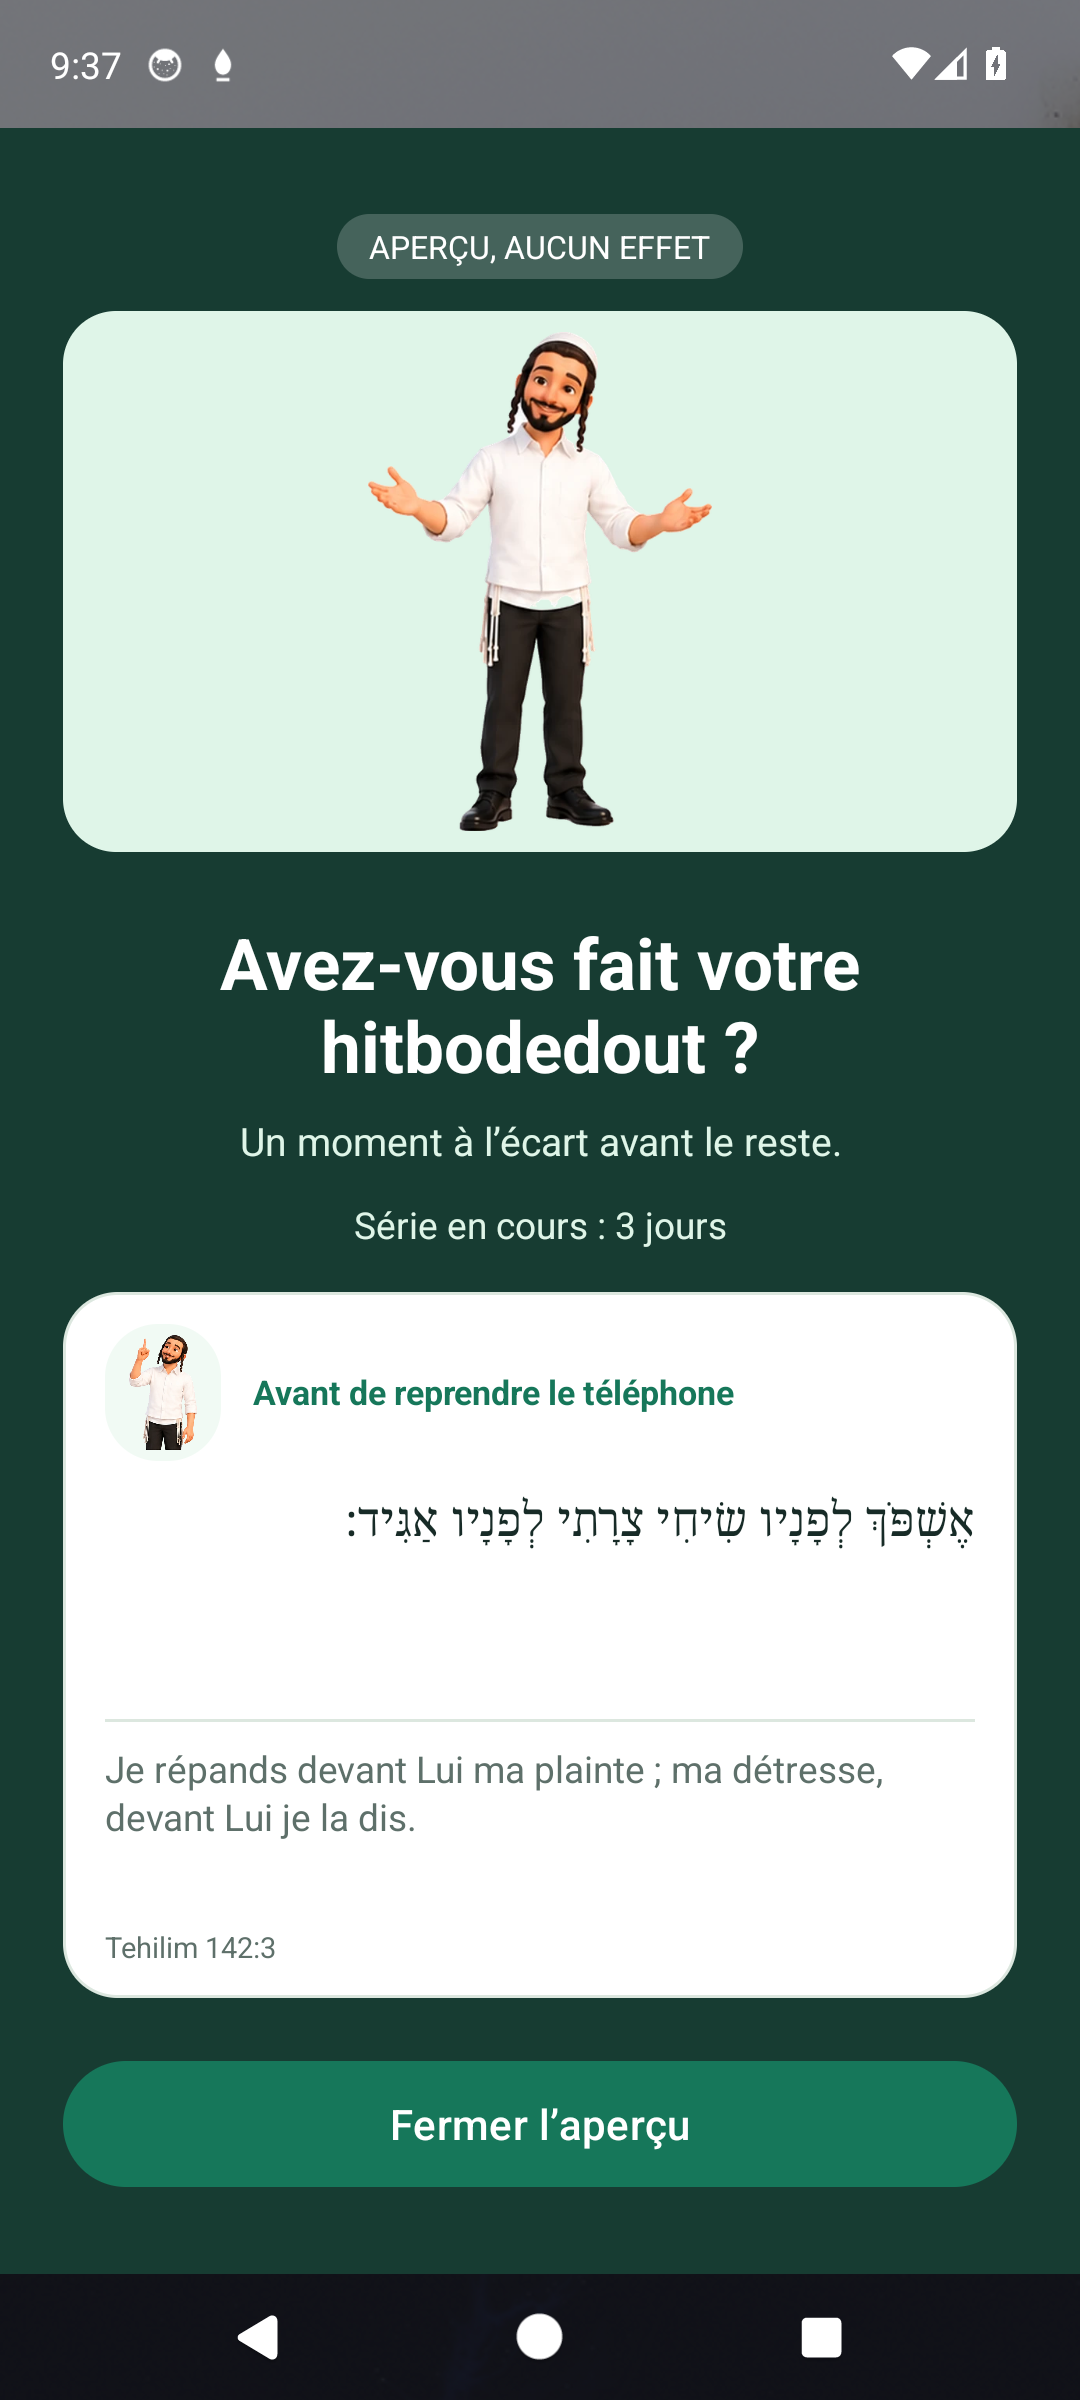 9:37
APERÇU, AUCUN EFFET
Avez-vous fait votre
hitbodedout ?
Un moment à l’écart avant le reste.
Série en cours : 3 jours
Avant de reprendre le téléphone
אֶשְׁפֹּךְ לְפָנָיו שִׂיחִי צָרָתִי לְפָנָיו אַגִּיד:
Je répands devant Lui ma plainte ; ma détresse,
devant Lui je la dis.
Tehilim 142:3
Fermer l’aperçu